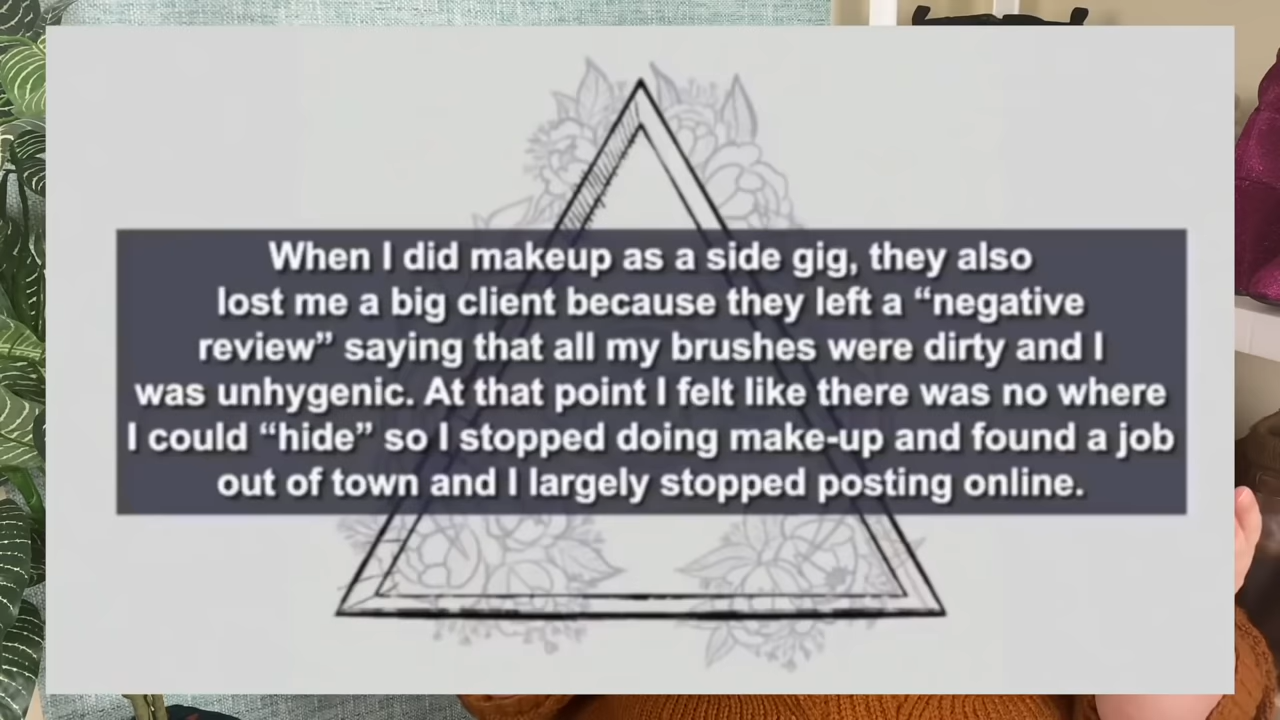 When I did makeup as a side gig, they also
lost me a big client because they left a “negative
review” saying that all my brushes were dirty and I
was unhygenic. At that point I felt like there was no where
I could “hide” so I stopped doing make-up and found a job
out of town and I largely stopped posting online.